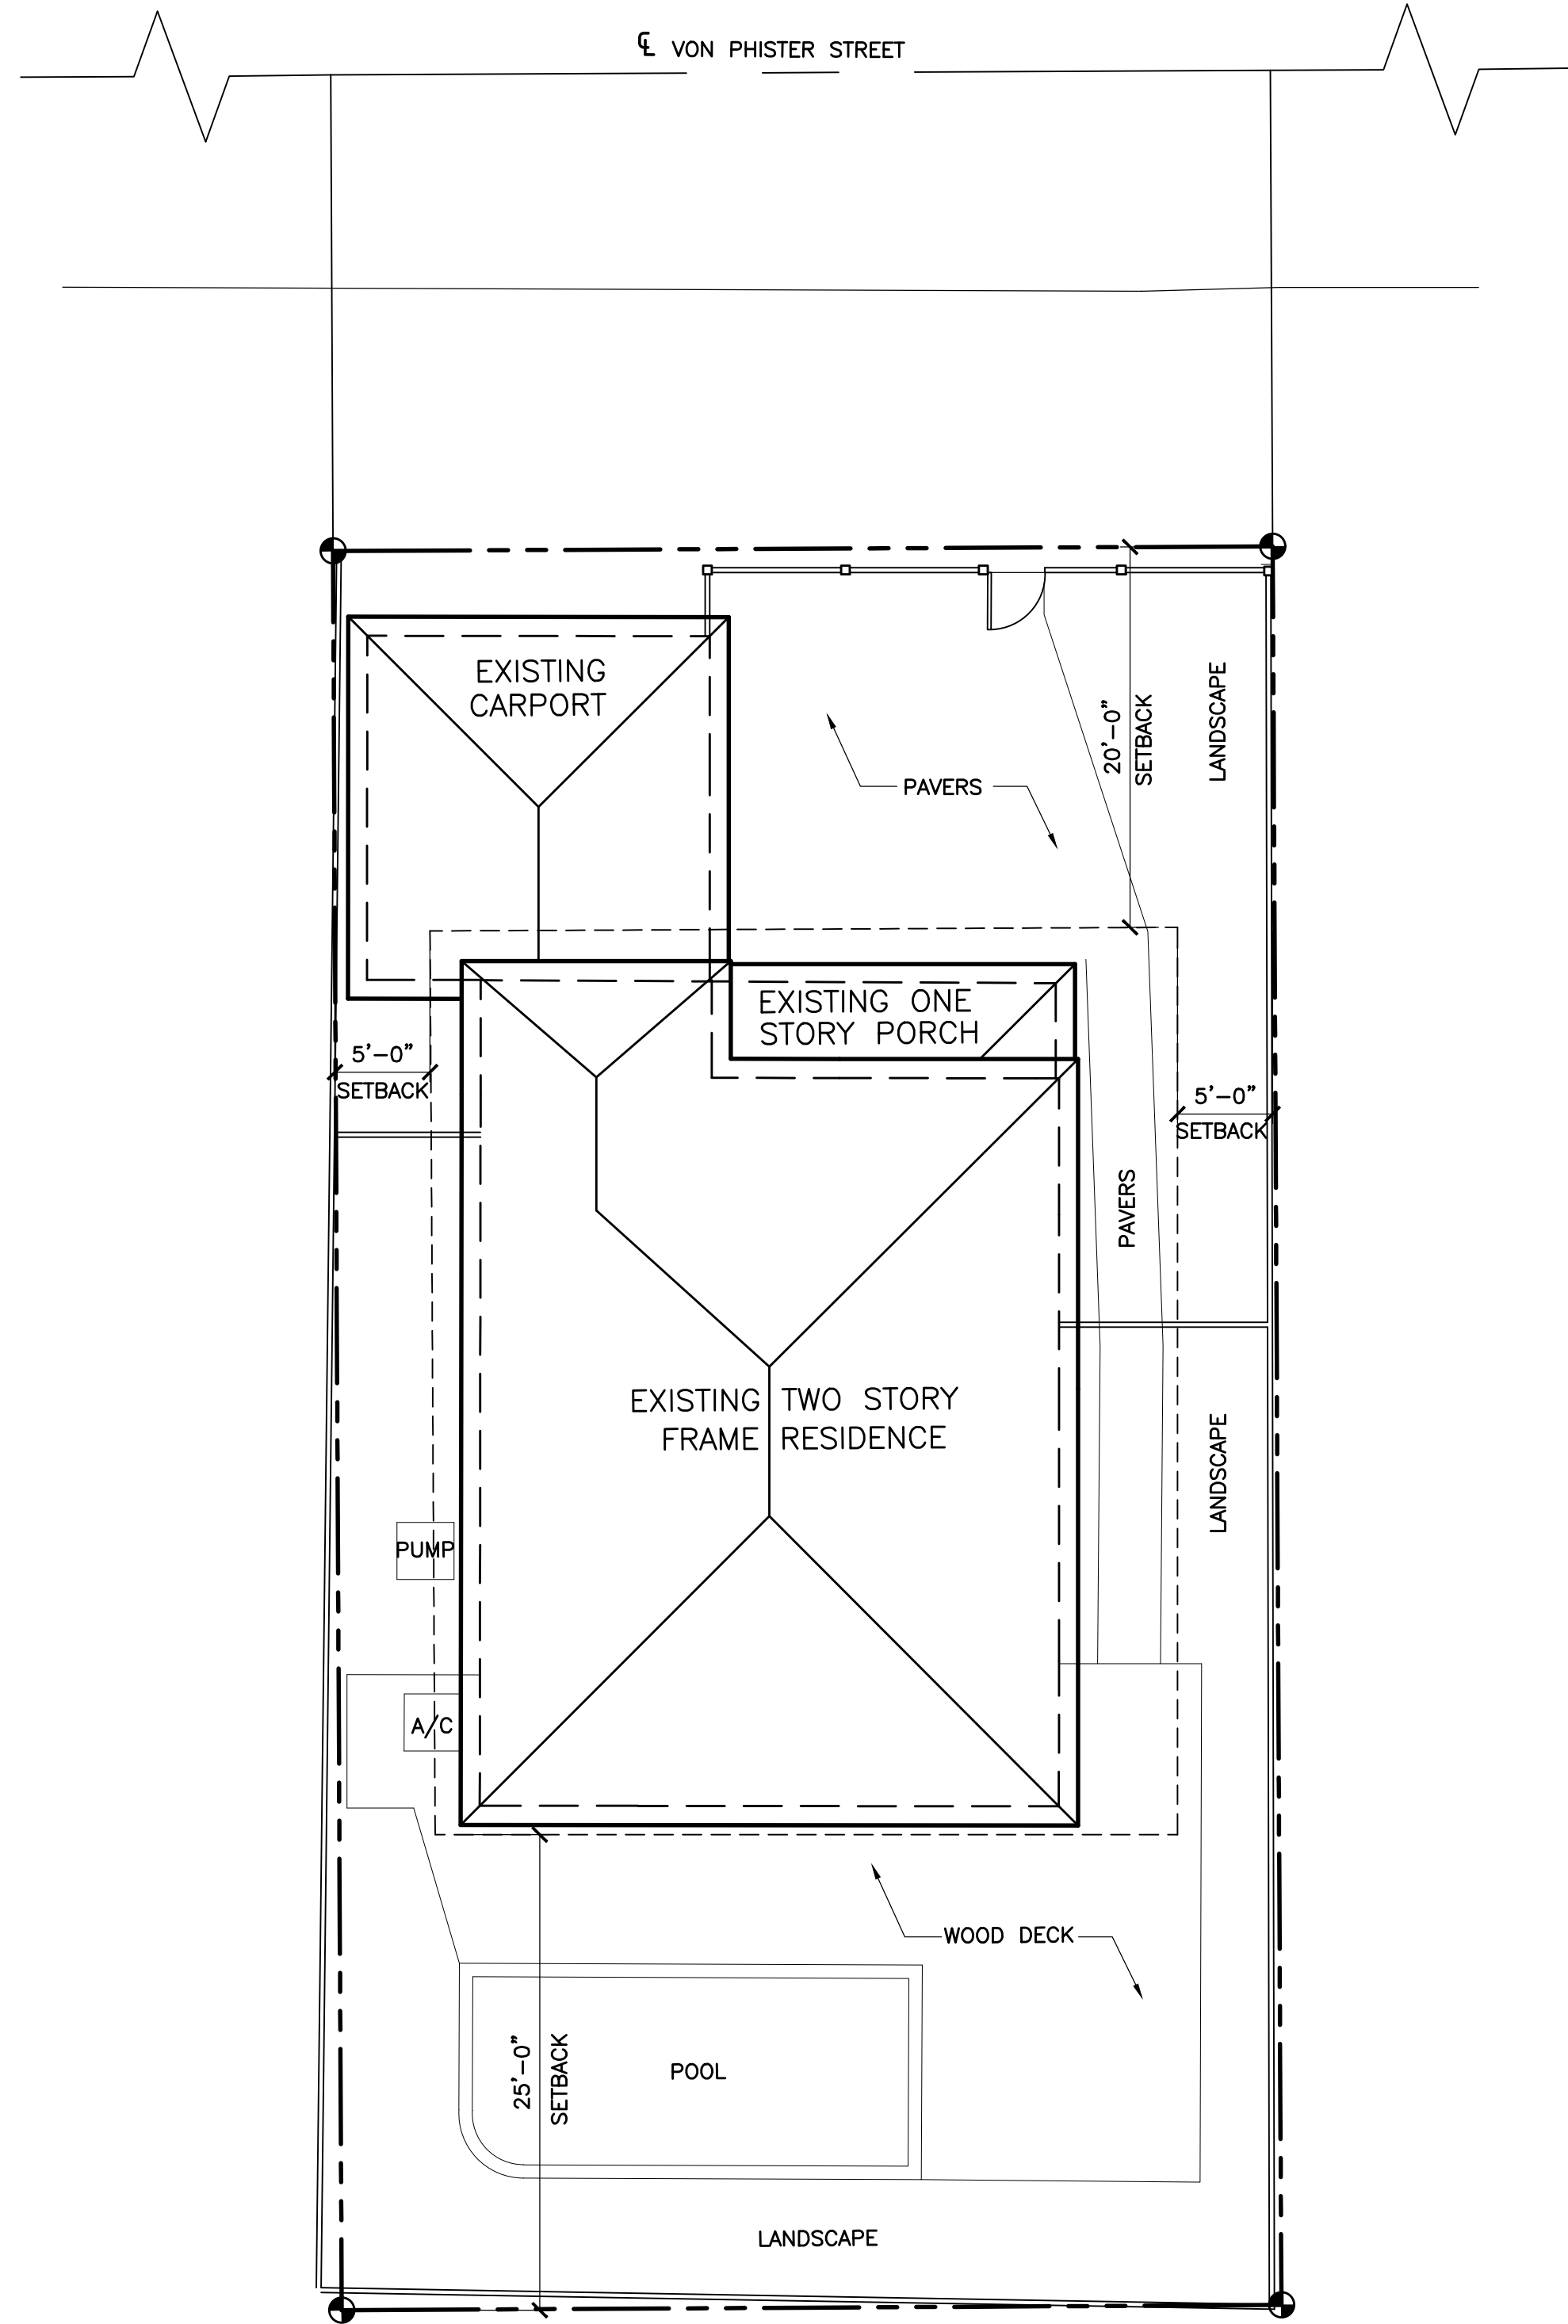 ℄ VON PHISTER STREET
EXISTING
CARPORT
20'-0"
SETBACK
LANDSCAPE
PAVERS
EXISTING ONE
STORY PORCH
5'-0"
SETBACK
5'-0"
SETBACK
PAVERS
EXISTING TWO STORY
FRAME RESIDENCE
LANDSCAPE
PUMP
A/C
WOOD DECK
25'-0"
SETBACK
POOL
LANDSCAPE